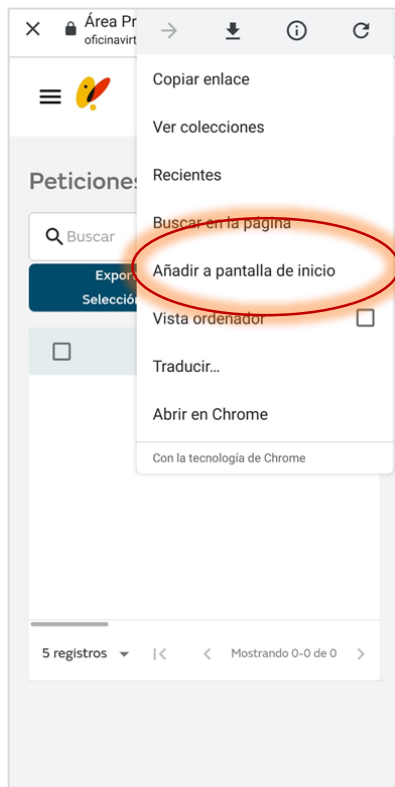 Área Pr
oficinavirt
Copiar enlace
Ver colecciones
Recientes
Buscar en la página
Añadir a pantalla de inicio
Vista ordenador
Traducir...
Abrir en Chrome
Con la tecnología de Chrome
Peticiones
Buscar
Expor
Selección
5 registros
Mostrando 0-0 de 0